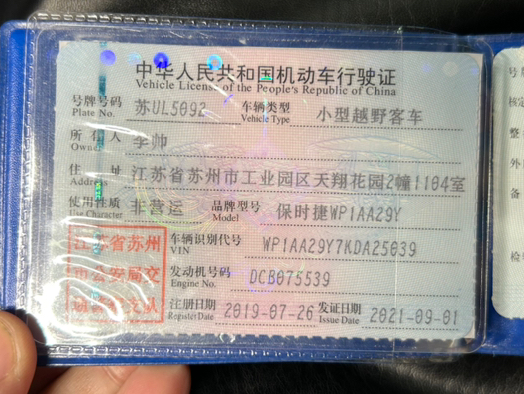 中华人民共和国机动车行驶证
Vehicle License of the People's Republic of China
号牌号码 苏UL5092 车辆类型 小型越野客车
Plate No. Vehicle Type
所有人 李帅
Owner
住址 江苏省苏州市工业园区天翔花园2幢1104室
Address
使用性质 非营运 品牌型号 保时捷WP1AA29Y
Use Character Model
江苏省苏州 车辆识别代号 WP1AA29Y7KDA25039
VIN
市公安局交 发动机号码 DCB073539
Engine No.
注册日期 2019-07-26 发证日期 2021-09-01
Register Date Issue Date